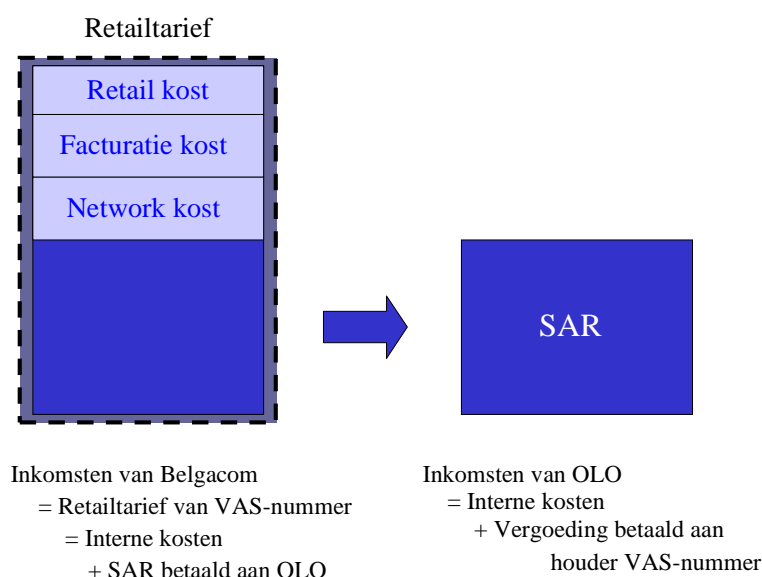 Retailtarief
Retail kost
Facturatie kost
Network kost
SAR
Inkomsten van Belgacom
= Retailtarief van VAS-nummer
= Interne kosten
+ SAR betaald aan OLO
Inkomsten van OLO
= Interne kosten
+ Vergoeding betaald aan
houder VAS-nummer